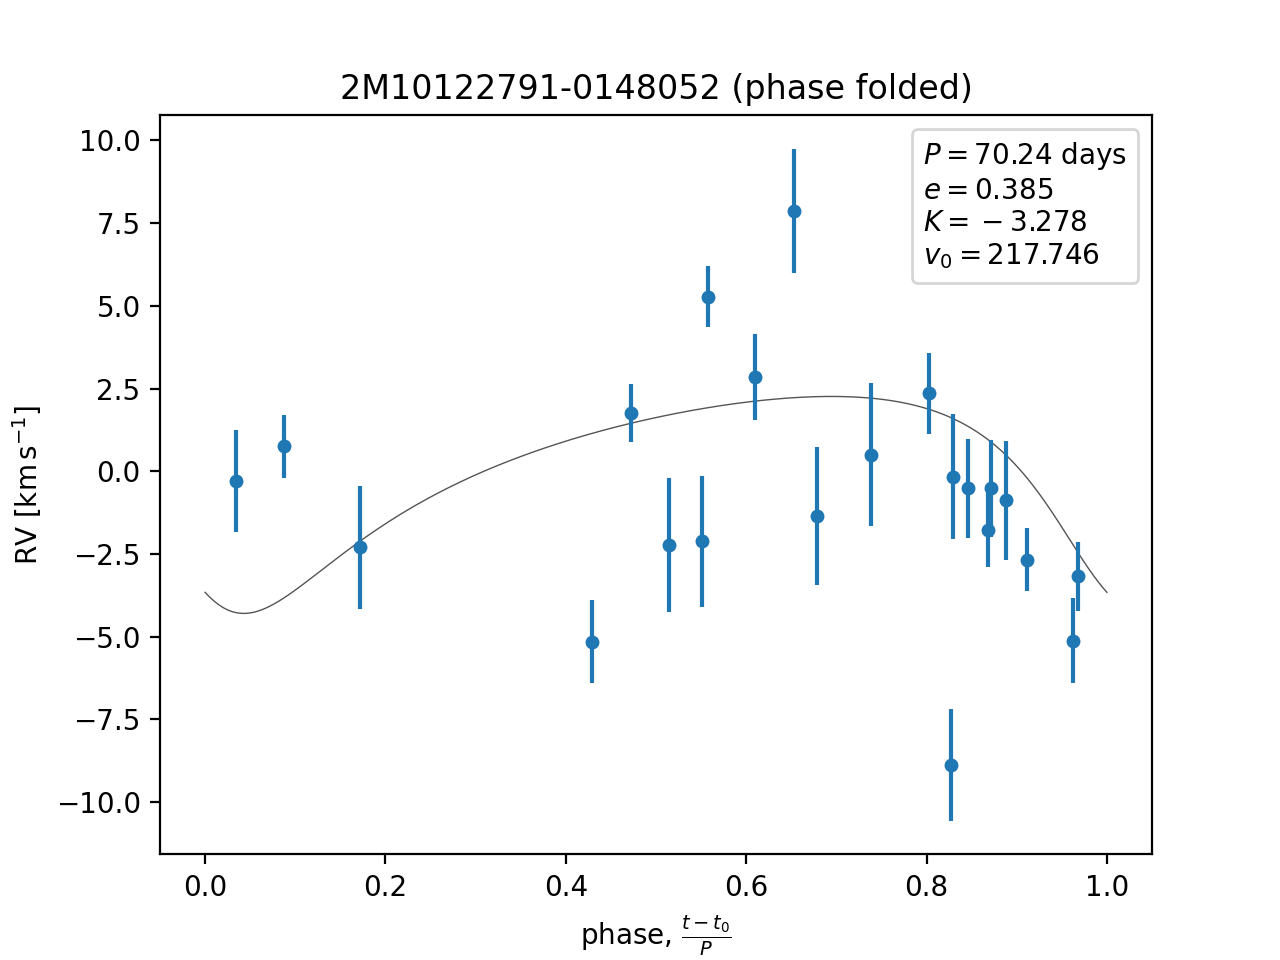 2M10122791-0148052 (phase folded)
P = 70.24 days
e = 0.385
K = −3.278
v₀ = 217.746
10.0
7.5
5.0
2.5
0.0
−2.5
−5.0
−7.5
−10.0
RV [km s⁻¹]
0.0 0.2 0.4 0.6 0.8 1.0
phase, (t − t₀)/P